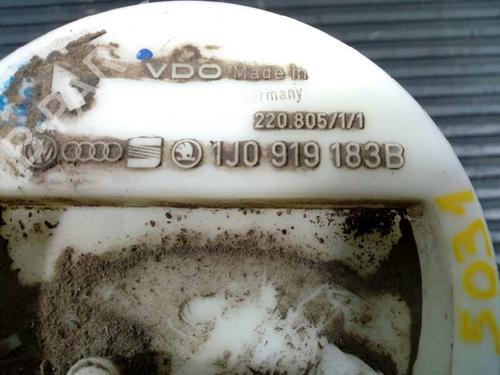 VDO Made in
Germany
220.805/1/1
1J0 919 183B
5031